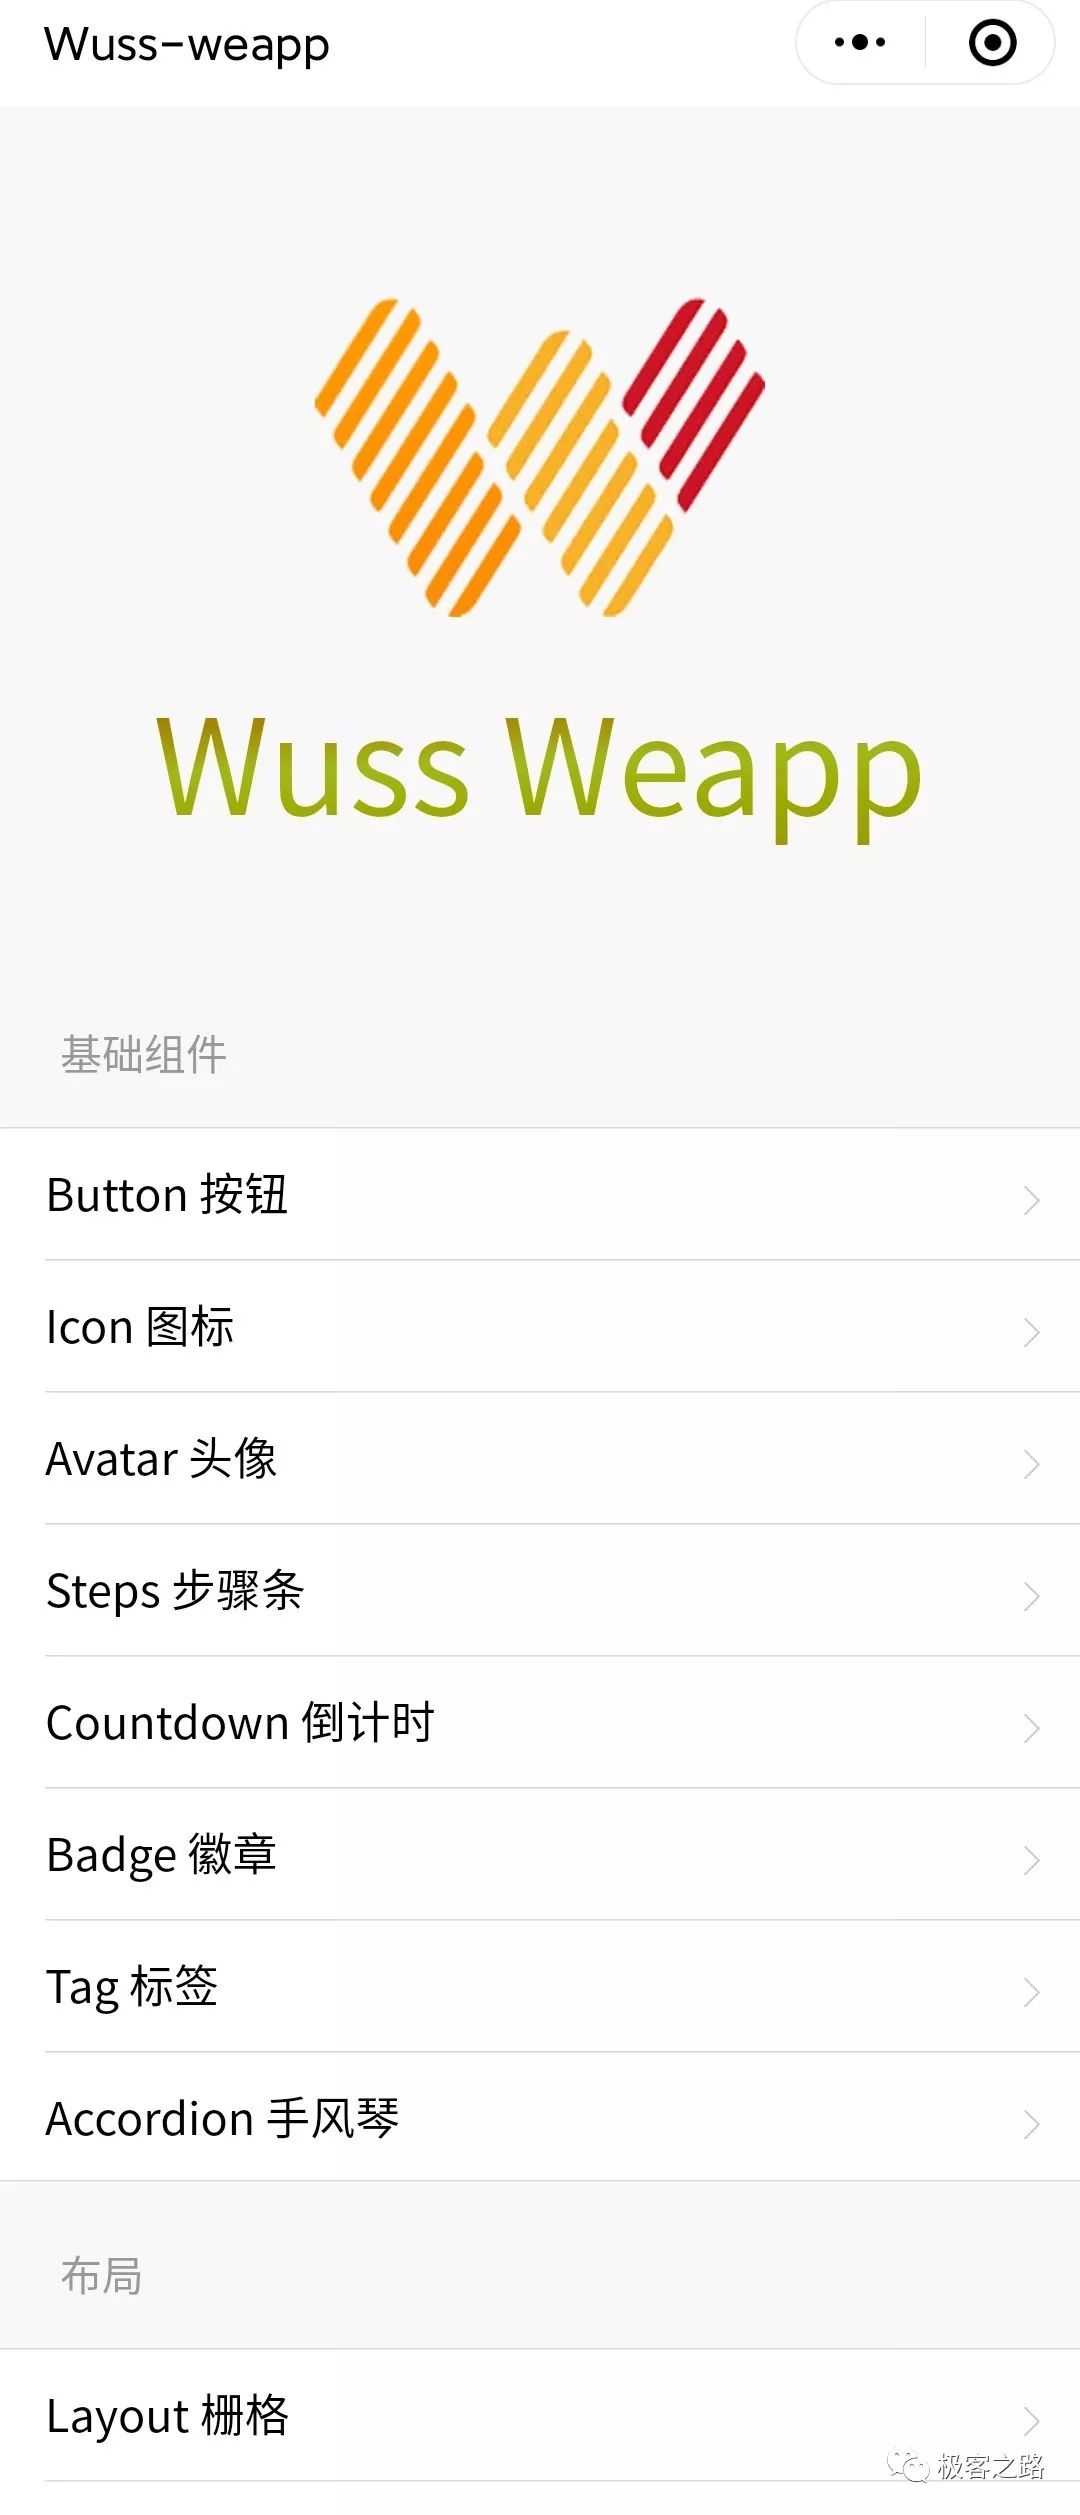 Wuss-weapp
Wuss Weapp
基础组件
Button 按钮
Icon 图标
Avatar 头像
Steps 步骤条
Countdown 倒计时
Badge 徽章
Tag 标签
Accordion 手风琴
布局
Layout 栅格
极客之路